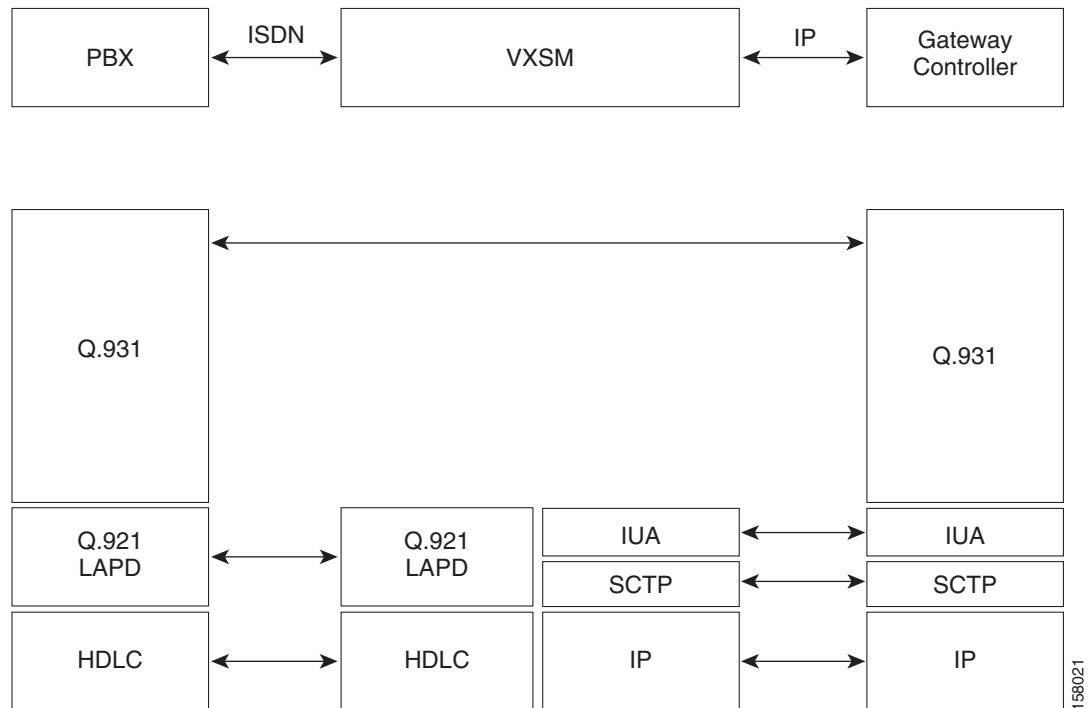 PBX
ISDN
VXSM
IP
Gateway
Controller
Q.931
Q.931
Q.921
LAPD
Q.921
LAPD
IUA
IUA
SCTP
SCTP
HDLC
HDLC
IP
IP
158021